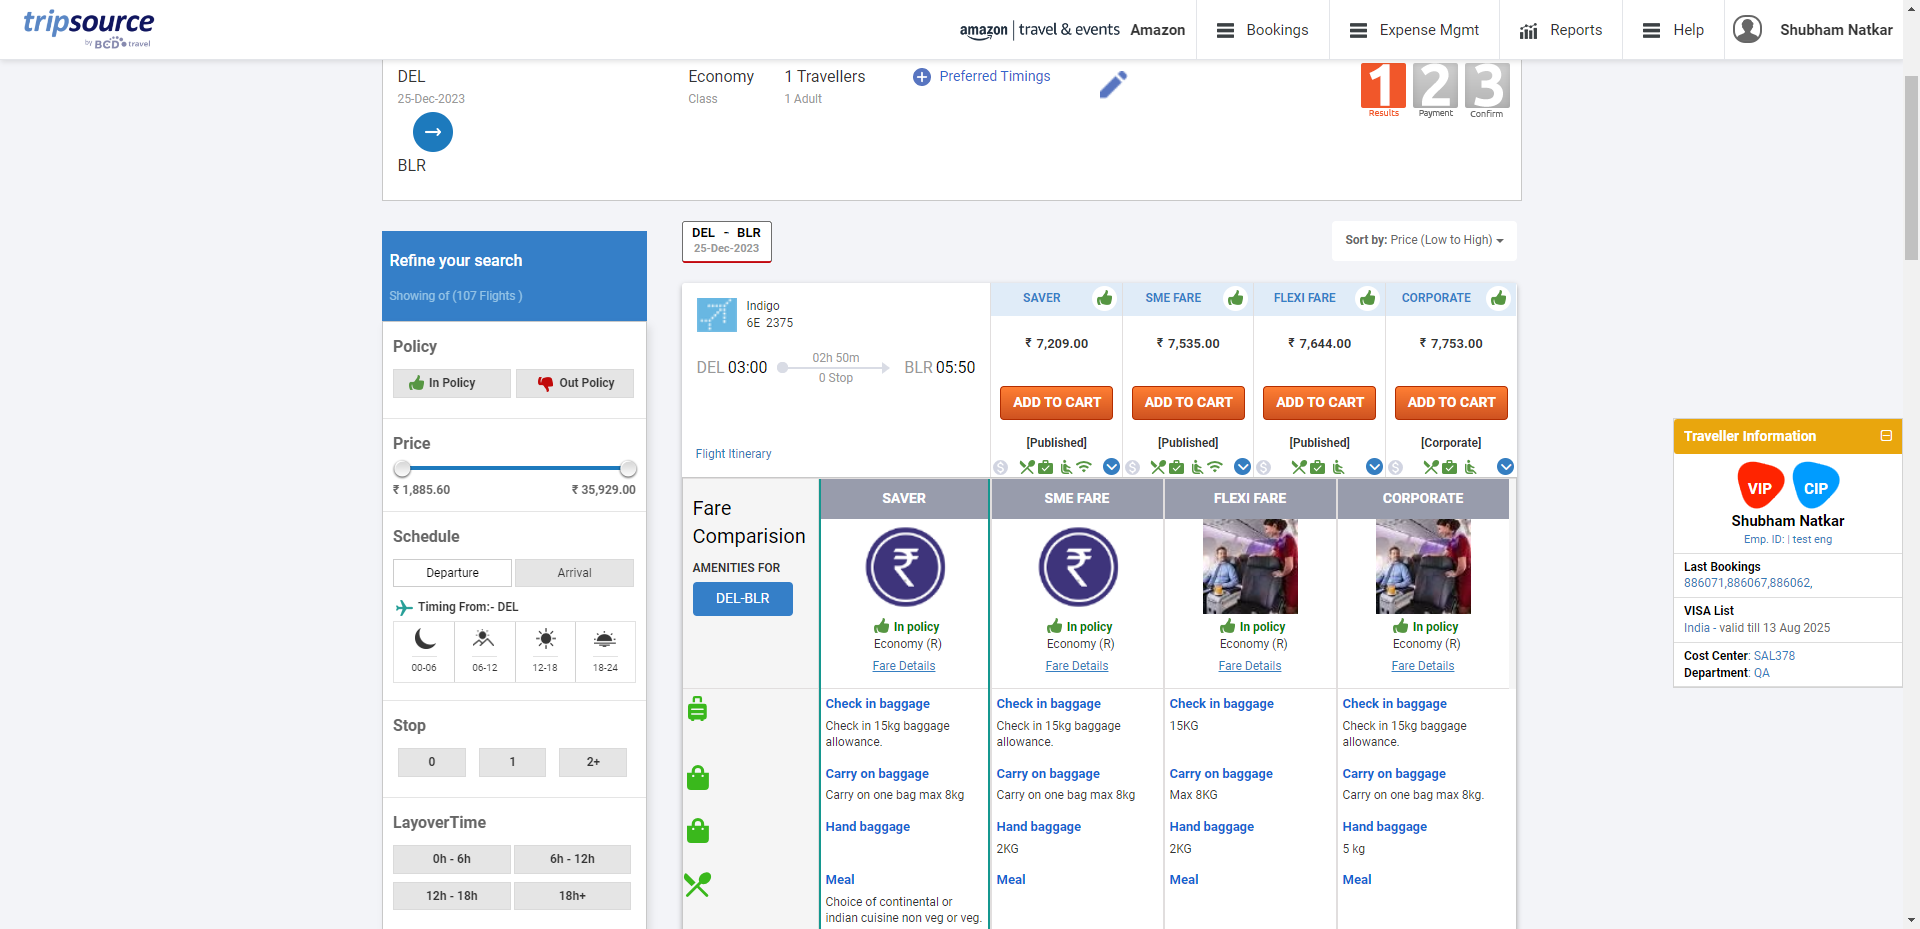 tripsource
by BCD travel
amazon | travel & events Amazon
Bookings
Expense Mgmt
Reports
Help
Shubham Natkar
DEL
25-Dec-2023
BLR
Economy
Class
1 Travellers
1 Adult
Preferred Timings
1 2 3
Results Payment Confirm
Refine your search
Showing of (107 Flights )
Policy
In Policy
Out Policy
Price
₹ 1,885.60
₹ 35,929.00
Schedule
Departure
Arrival
Timing From:- DEL
00-06
06-12
12-18
18-24
Stop
0
1
2+
LayoverTime
0h - 6h
6h - 12h
12h - 18h
18h+
DEL - BLR
25-Dec-2023
Sort by: Price (Low to High)
Indigo
6E 2375
DEL 03:00
02h 50m
0 Stop
BLR 05:50
Flight Itinerary
SAVER
₹ 7,209.00
ADD TO CART
[Published]
SME FARE
₹ 7,535.00
ADD TO CART
[Published]
FLEXI FARE
₹ 7,644.00
ADD TO CART
[Published]
CORPORATE
₹ 7,753.00
ADD TO CART
[Corporate]
Fare
Comparision
AMENITIES FOR
DEL-BLR
SAVER
In policy
Economy (R)
Fare Details
Check in baggage
Check in 15kg baggage
allowance.
Carry on baggage
Carry on one bag max 8kg
Hand baggage
Meal
Choice of continental or
indian cuisine non veg or veg.
SME FARE
In policy
Economy (R)
Fare Details
Check in baggage
Check in 15kg baggage
allowance.
Carry on baggage
Carry on one bag max 8kg
Hand baggage
2KG
Meal
FLEXI FARE
In policy
Economy (R)
Fare Details
Check in baggage
15KG
Carry on baggage
Max 8KG
Hand baggage
2KG
Meal
CORPORATE
In policy
Economy (R)
Fare Details
Check in baggage
Check in 15kg baggage
allowance.
Carry on baggage
Carry on one bag max 8kg.
Hand baggage
5 kg
Meal
Traveller Information
VIP
CIP
Shubham Natkar
Emp. ID: | test eng
Last Bookings
886071,886067,886062,
VISA List
India - valid till 13 Aug 2025
Cost Center: SAL378
Department: QA